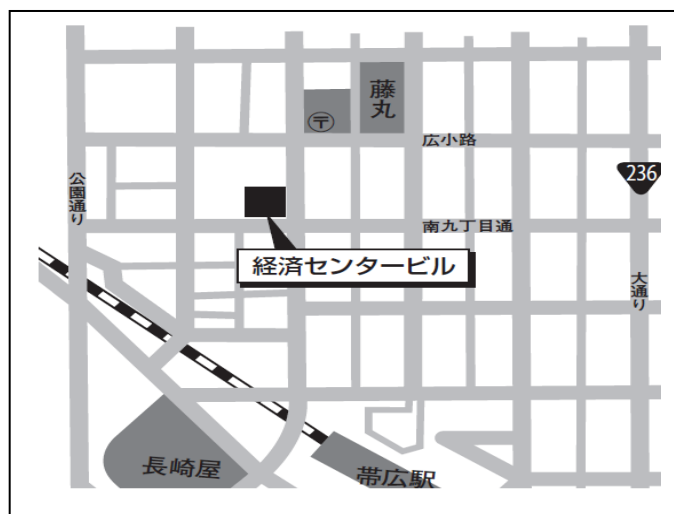 藤丸
〒
広小路
236
公園通り
南九丁目通
経済センタービル
大通り
長崎屋
帯広駅